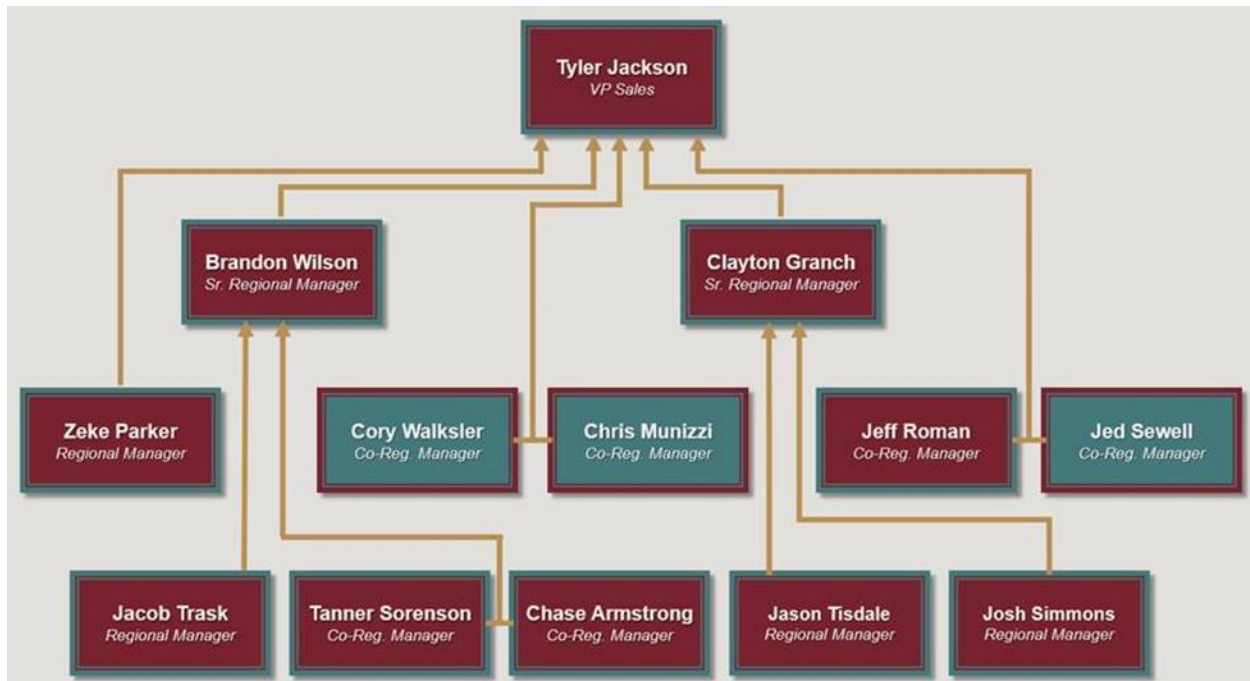 Tyler Jackson
VP Sales
Brandon Wilson
Sr. Regional Manager
Clayton Granch
Sr. Regional Manager
Zeke Parker
Regional Manager
Cory Walksler
Co-Reg. Manager
Chris Munizzi
Co-Reg. Manager
Jeff Roman
Co-Reg. Manager
Jed Sewell
Co-Reg. Manager
Jacob Trask
Regional Manager
Tanner Sorenson
Co-Reg. Manager
Chase Armstrong
Co-Reg. Manager
Jason Tisdale
Regional Manager
Josh Simmons
Regional Manager